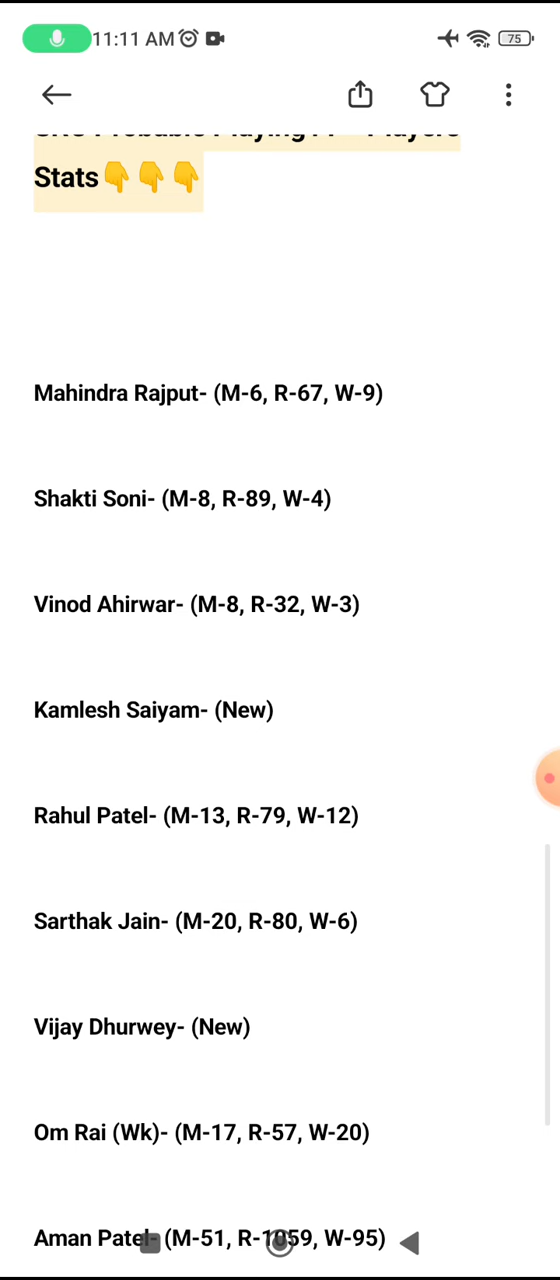 11:11 AM
75
Stats👇👇👇
Mahindra Rajput- (M-6, R-67, W-9)
Shakti Soni- (M-8, R-89, W-4)
Vinod Ahirwar- (M-8, R-32, W-3)
Kamlesh Saiyam- (New)
Rahul Patel- (M-13, R-79, W-12)
Sarthak Jain- (M-20, R-80, W-6)
Vijay Dhurwey- (New)
Om Rai (Wk)- (M-17, R-57, W-20)
Aman Patel- (M-51, R-1059, W-95)